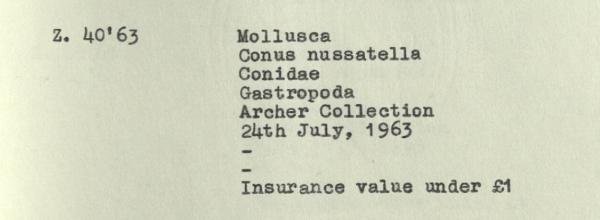 Z. 40'63 Mollusca
Conus nussatella
Conidae
Gastropoda
Archer Collection
24th July, 1963
-
-
Insurance value under £1